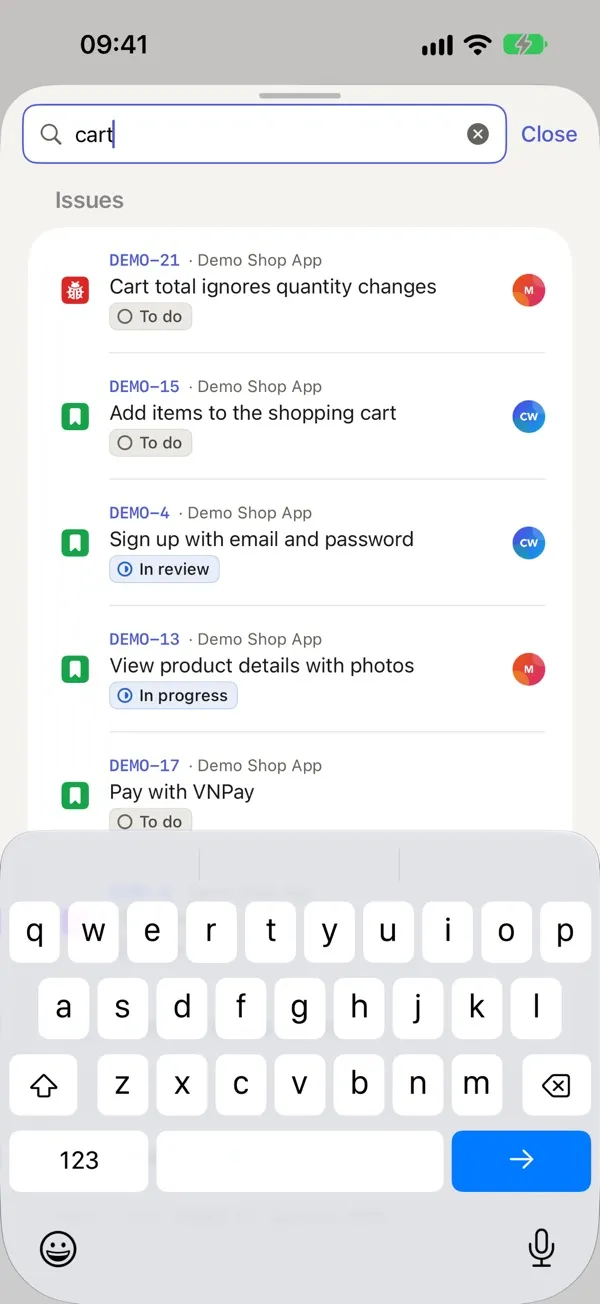 09:41
cart
Close
Issues
DEMO-21 · Demo Shop App
Cart total ignores quantity changes
M
To do
DEMO-15 · Demo Shop App
Add items to the shopping cart
CW
To do
DEMO-4 · Demo Shop App
Sign up with email and password
CW
In review
DEMO-13 · Demo Shop App
View product details with photos
M
In progress
DEMO-17 · Demo Shop App
Pay with VNPay
To do
q w e r t y u i o p
a s d f g h j k l
z x c v b n m
123